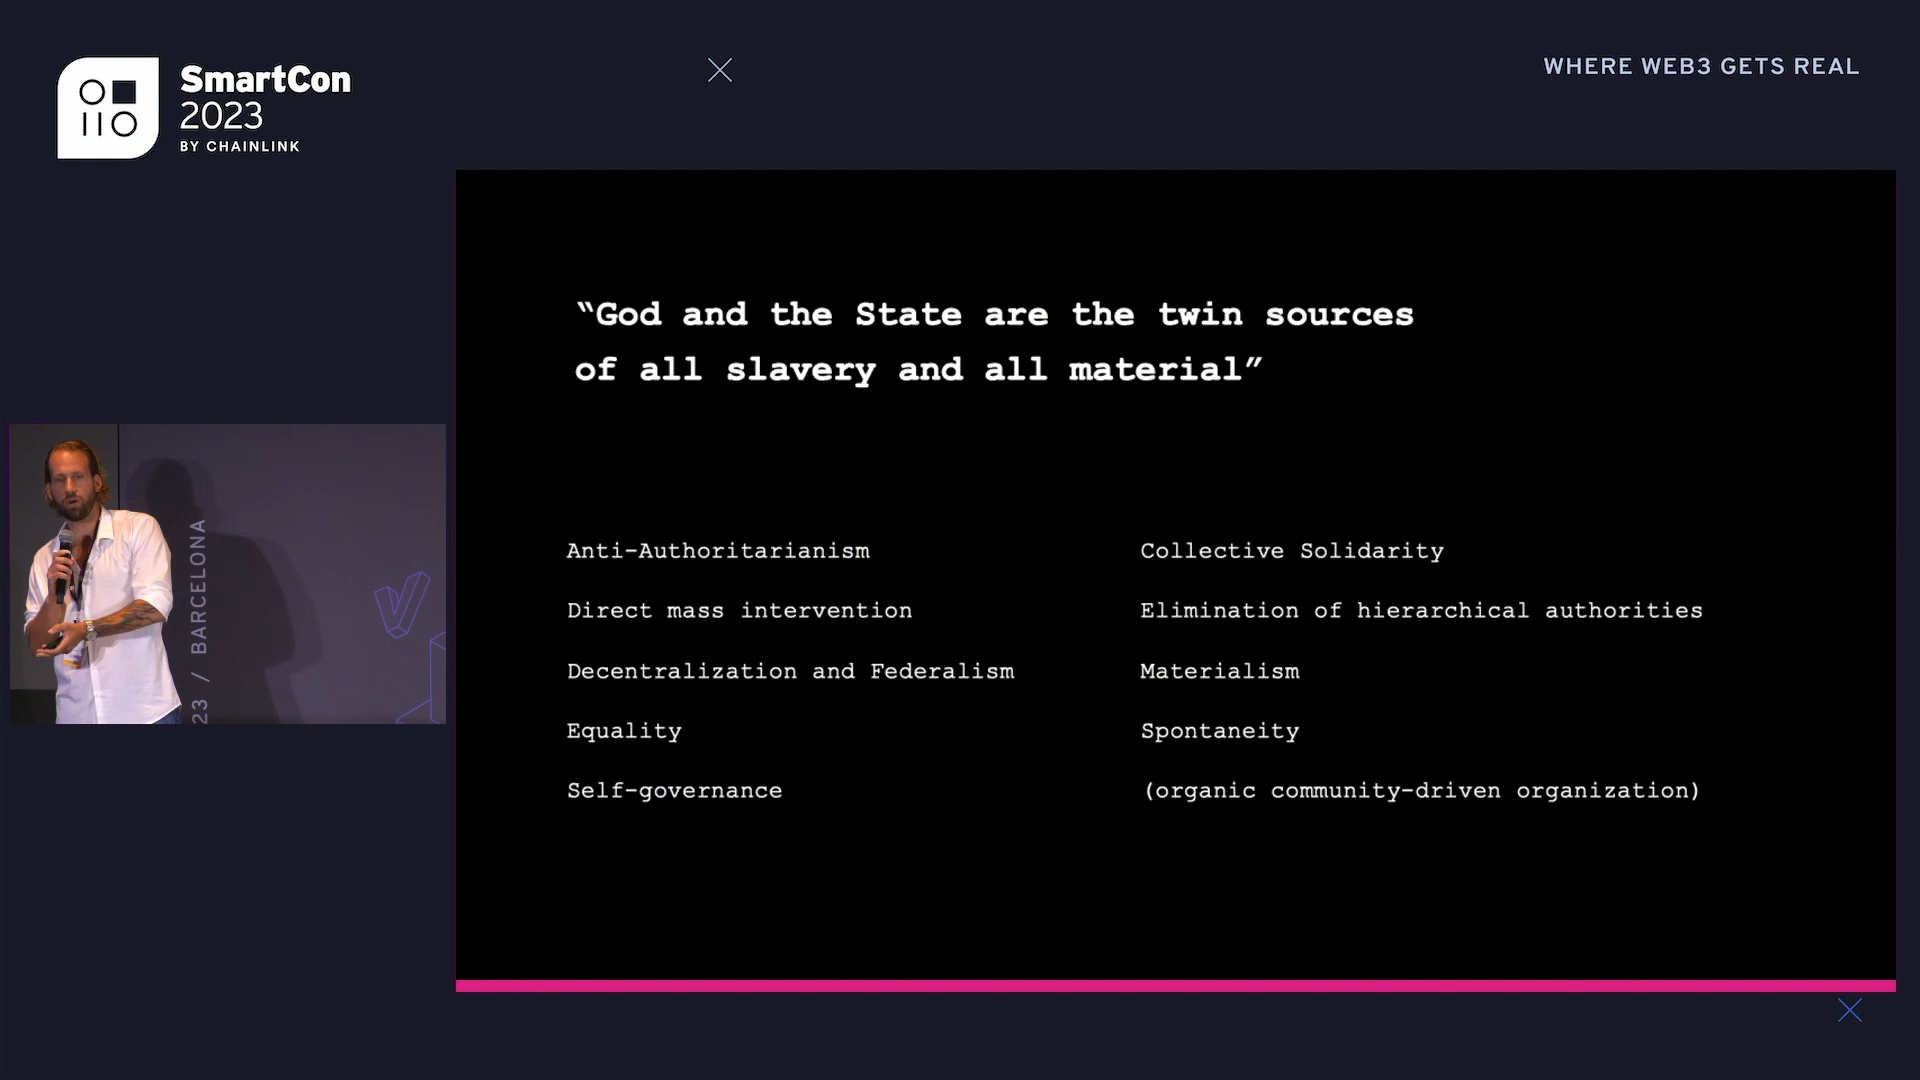 SmartCon
2023
BY CHAINLINK
WHERE WEB3 GETS REAL
“God and the State are the twin sources
of all slavery and all material”
Anti-Authoritarianism
Direct mass intervention
Decentralization and Federalism
Equality
Self-governance
Collective Solidarity
Elimination of hierarchical authorities
Materialism
Spontaneity
(organic community-driven organization)
23 / BARCELONA